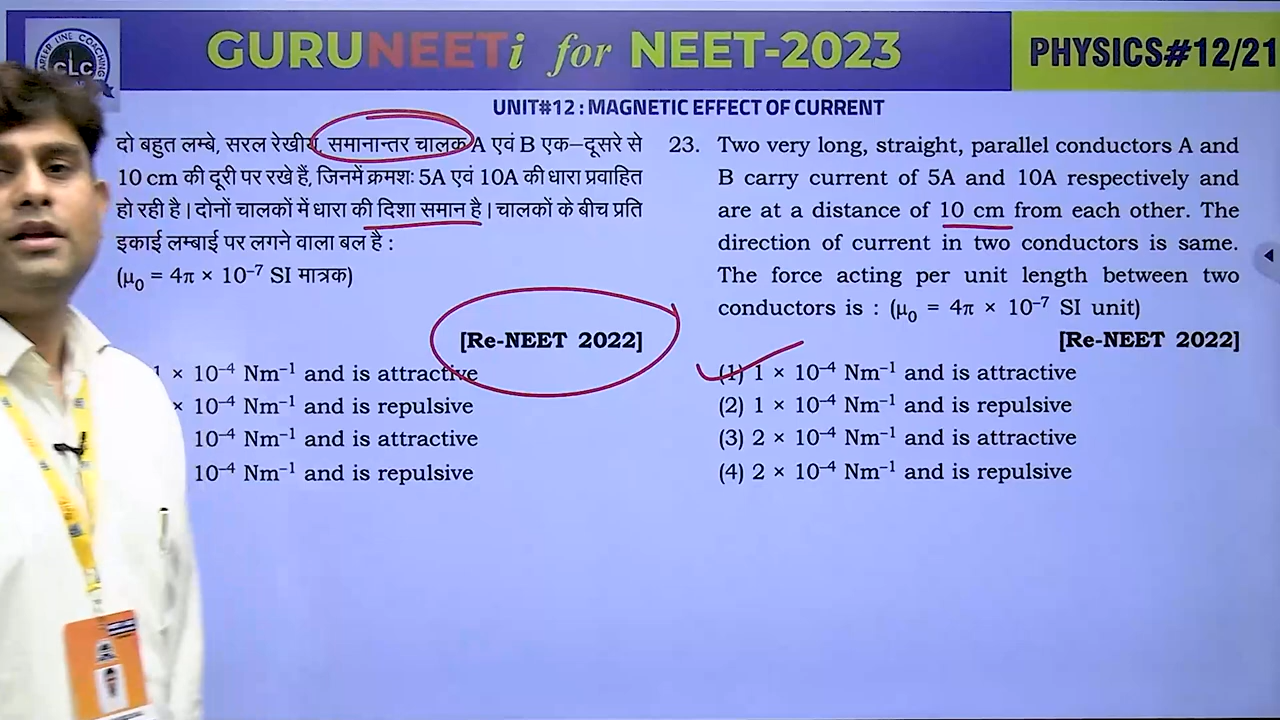 GURUNEETi for NEET-2023
PHYSICS#12/21
CLC
UNIT#12 : MAGNETIC EFFECT OF CURRENT
दो बहुत लम्बे, सरल रेखीय, समानान्तर चालक A एवं B एक–दूसरे से
10 cm की दूरी पर रखे हैं, जिनमें क्रमशः 5A एवं 10A की धारा प्रवाहित
हो रही है। दोनों चालकों में धारा की दिशा समान है। चालकों के बीच प्रति
इकाई लम्बाई पर लगने वाला बल है :
(μ₀ = 4π × 10⁻⁷ SI मात्रक)
[Re-NEET 2022]
1 × 10⁻⁴ Nm⁻¹ and is attractive
× 10⁻⁴ Nm⁻¹ and is repulsive
10⁻⁴ Nm⁻¹ and is attractive
10⁻⁴ Nm⁻¹ and is repulsive
23. Two very long, straight, parallel conductors A and
B carry current of 5A and 10A respectively and
are at a distance of 10 cm from each other. The
direction of current in two conductors is same.
The force acting per unit length between two
conductors is : (μ₀ = 4π × 10⁻⁷ SI unit)
[Re-NEET 2022]
(1) 1 × 10⁻⁴ Nm⁻¹ and is attractive
(2) 1 × 10⁻⁴ Nm⁻¹ and is repulsive
(3) 2 × 10⁻⁴ Nm⁻¹ and is attractive
(4) 2 × 10⁻⁴ Nm⁻¹ and is repulsive